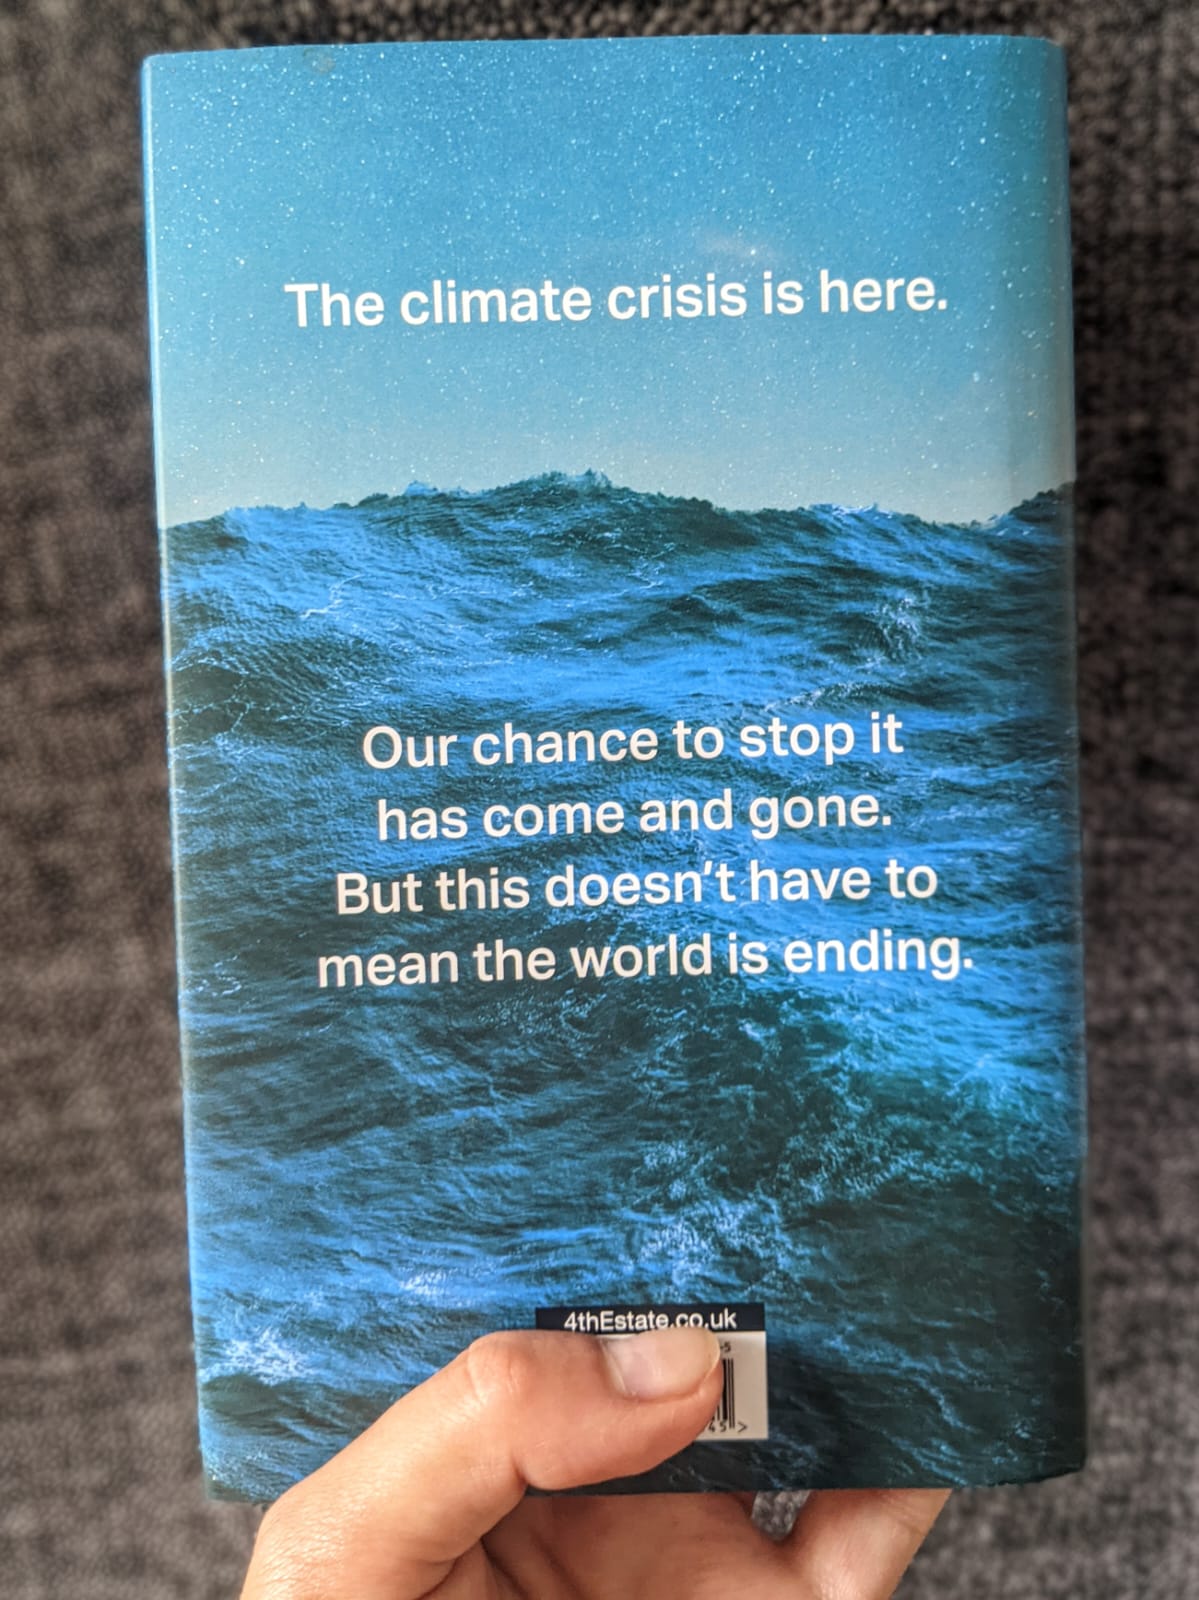 The climate crisis is here.
Our chance to stop it
has come and gone.
But this doesn't have to
mean the world is ending.
4thEstate.co.uk